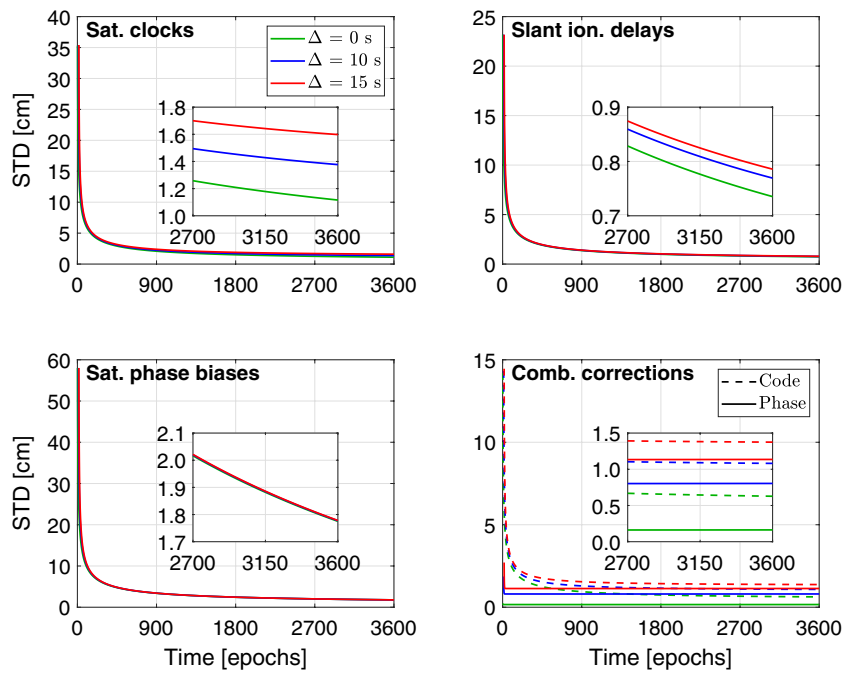 Sat. clocks
Δ = 0 s
Δ = 10 s
Δ = 15 s
STD [cm]
40
35
30
25
20
15
10
5
0
0 900 1800 2700 3600
1.8
1.6
1.4
1.2
1.0
2700 3150 3600
Slant ion. delays
25
20
15
10
5
0
0 900 1800 2700 3600
0.9
0.8
0.7
2700 3150 3600
Sat. phase biases
STD [cm]
60
50
40
30
20
10
0
0 900 1800 2700 3600
Time [epochs]
2.1
2.0
1.9
1.8
1.7
2700 3150 3600
Comb. corrections
Code
Phase
15
10
5
0
0 900 1800 2700 3600
Time [epochs]
1.5
1.0
0.5
0.0
2700 3150 3600